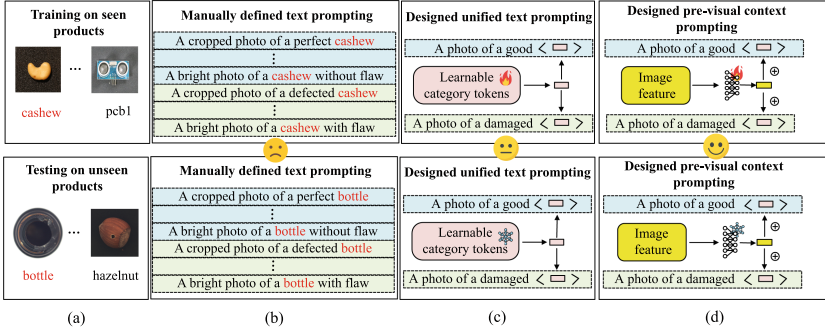 Training on seen
products
cashew
pcb1
Manually defined text prompting
A cropped photo of a perfect cashew
A bright photo of a cashew without flaw
A cropped photo of a defected cashew
A bright photo of a cashew with flaw
Designed unified text prompting
A photo of a good < >
Learnable
category tokens
A photo of a damaged < >
Designed pre-visual context
prompting
A photo of a good < >
Image
feature
A photo of a damaged < >
Testing on unseen
products
bottle
hazelnut
Manually defined text prompting
A cropped photo of a perfect bottle
A bright photo of a bottle without flaw
A cropped photo of a defected bottle
A bright photo of a bottle with flaw
Designed unified text prompting
A photo of a good < >
Learnable
category tokens
A photo of a damaged < >
Designed pre-visual context
prompting
A photo of a good < >
Image
feature
A photo of a damaged < >
(a)
(b)
(c)
(d)